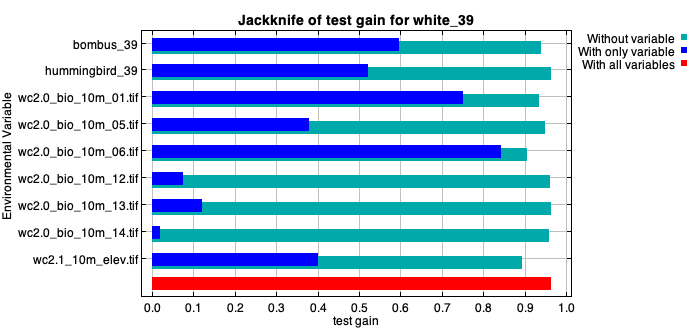 Jackknife of test gain for white_39
Without variable
With only variable
With all variables
Environmental Variable
bombus_39
hummingbird_39
wc2.0_bio_10m_01.tif
wc2.0_bio_10m_05.tif
wc2.0_bio_10m_06.tif
wc2.0_bio_10m_12.tif
wc2.0_bio_10m_13.tif
wc2.0_bio_10m_14.tif
wc2.1_10m_elev.tif
0.0 0.1 0.2 0.3 0.4 0.5 0.6 0.7 0.8 0.9 1.0
test gain